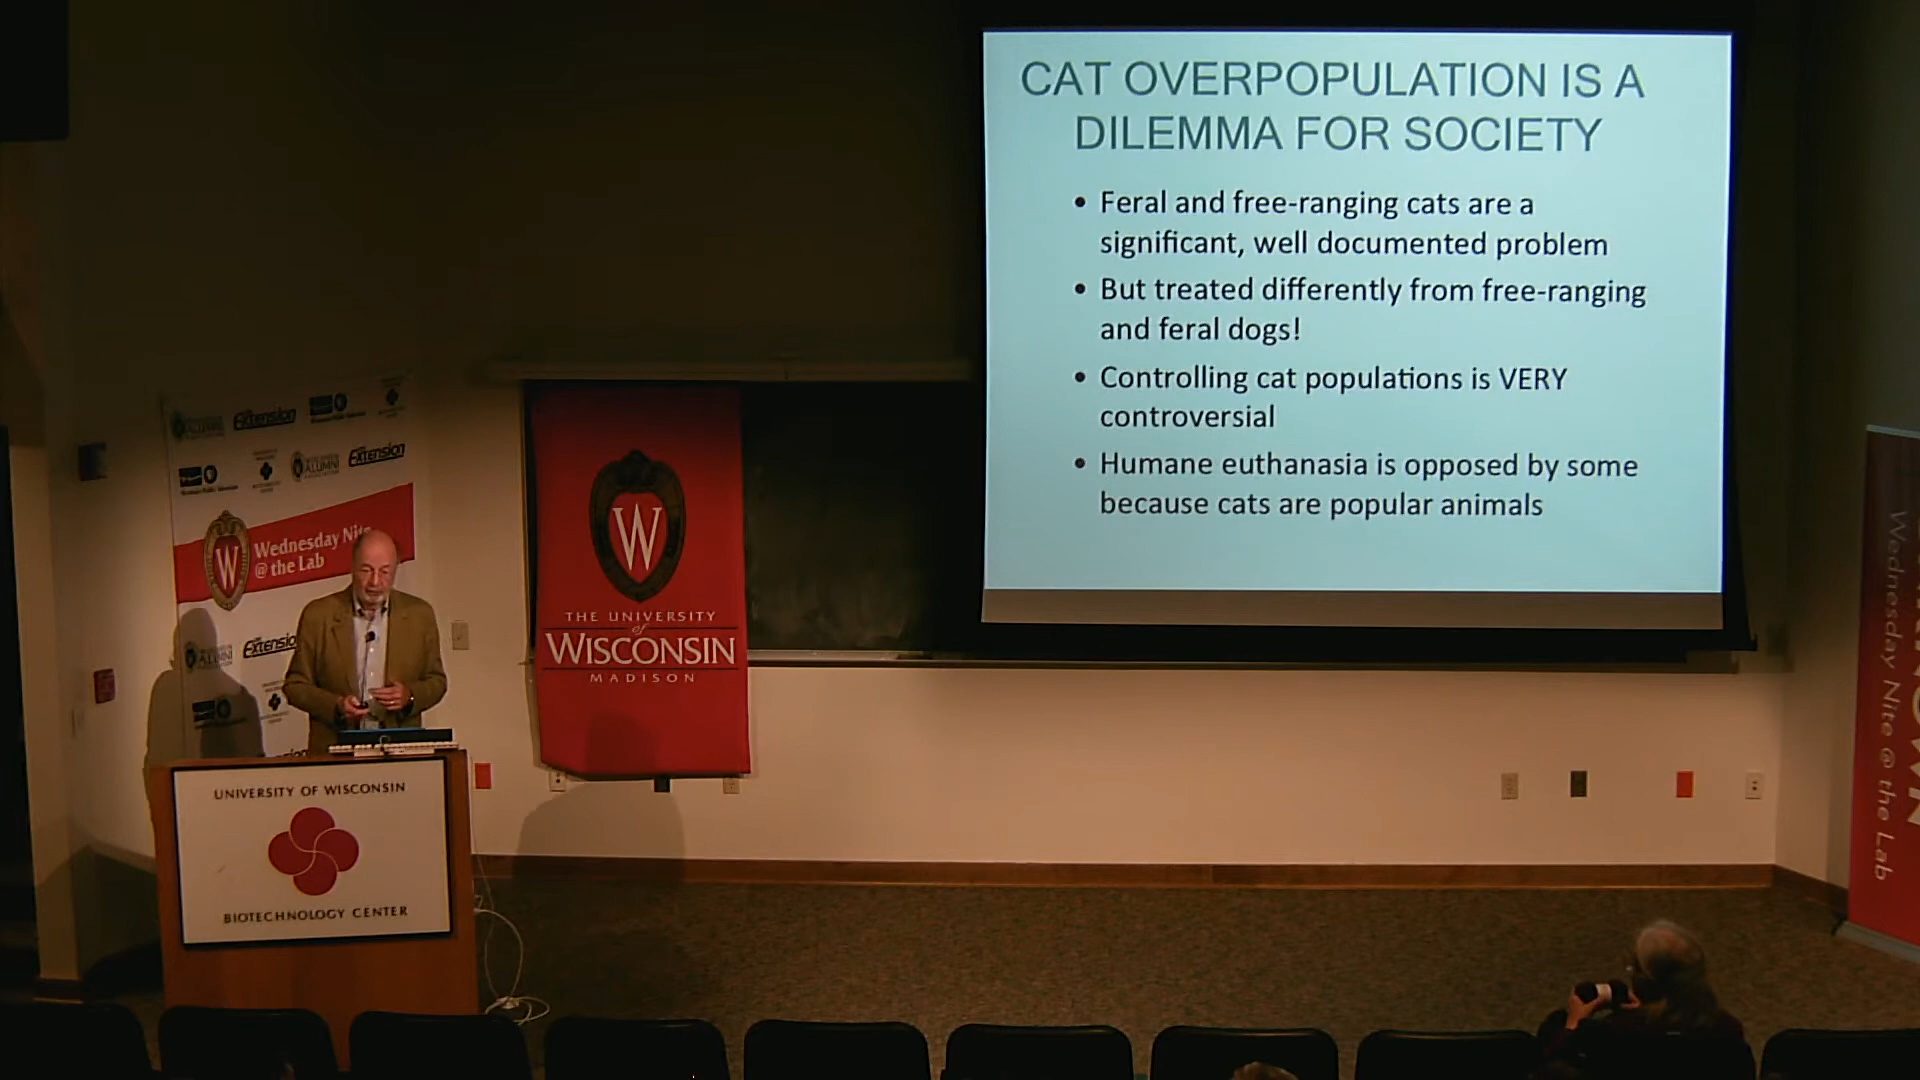 CAT OVERPOPULATION IS A
DILEMMA FOR SOCIETY
• Feral and free-ranging cats are a
significant, well documented problem
• But treated differently from free-ranging
and feral dogs!
• Controlling cat populations is VERY
controversial
• Humane euthanasia is opposed by some
because cats are popular animals
Extension
ALUMNI
Extension
W
Wednesday Nite
@ the Lab
ALUMNI
W
THE UNIVERSITY
of
WISCONSIN
MADISON
UNIVERSITY OF WISCONSIN
BIOTECHNOLOGY CENTER
Wednesday Nite @ the Lab